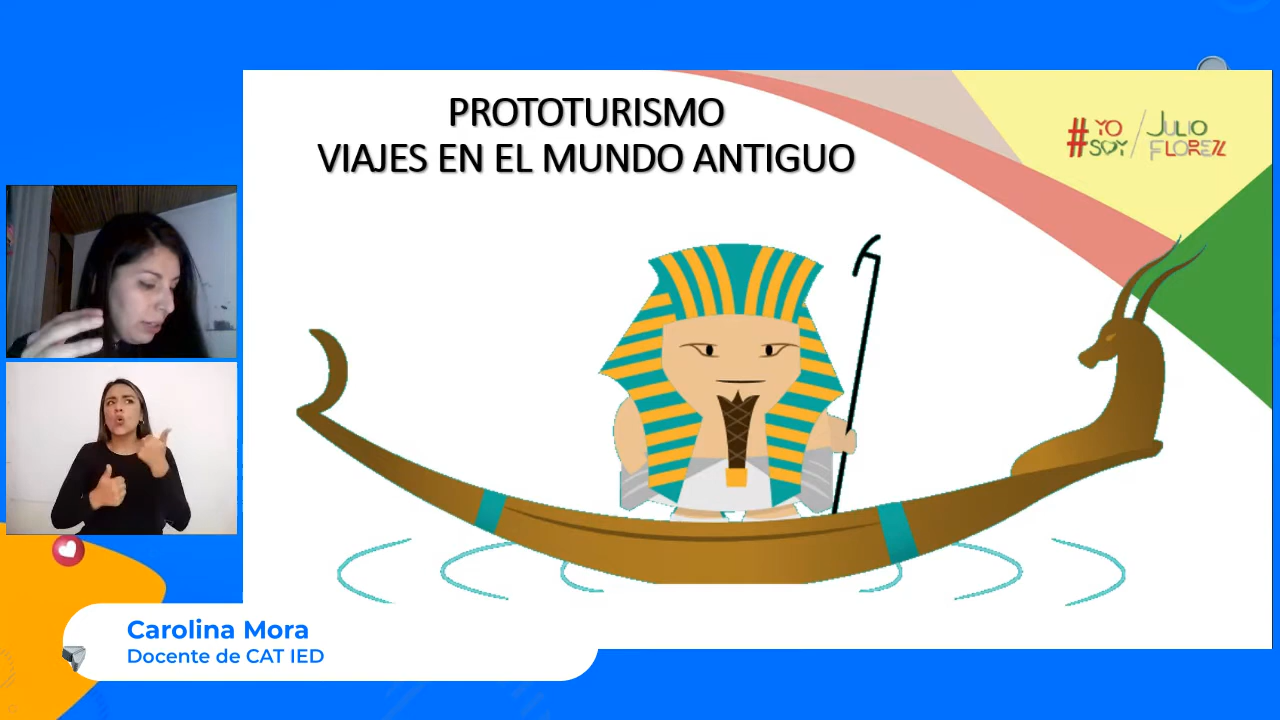 PROTOTURISMO
VIAJES EN EL MUNDO ANTIGUO
#YO SOY / JULIO FLOREZ
Carolina Mora
Docente de CAT IED